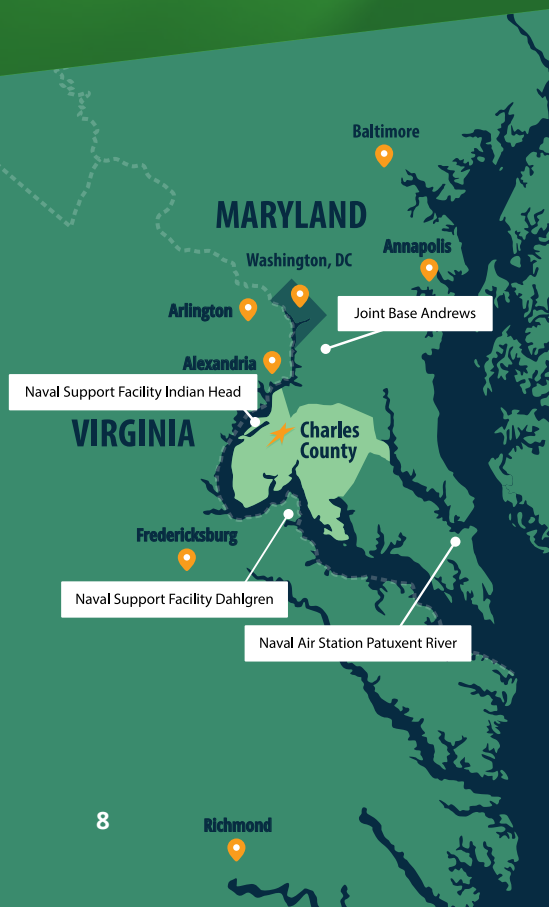 Baltimore
MARYLAND
Annapolis
Washington, DC
Arlington
Joint Base Andrews
Alexandria
Naval Support Facility Indian Head
VIRGINIA
Charles
County
Fredericksburg
Naval Support Facility Dahlgren
Naval Air Station Patuxent River
8
Richmond